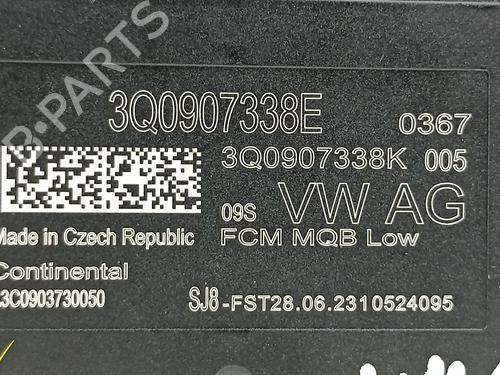 3Q0907338E 0367
3Q0907338K 005
09S VW AG
Made in Czech Republic FCM MQB Low
Continental
A3C0903730050 SJ8-FST28.06.2310524095
B-PARTS